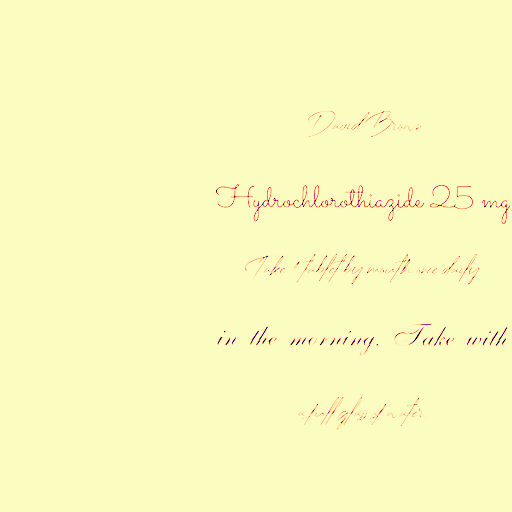 David Brown
Hydrochlorothiazide 25 mg
Take 1 tablet by mouth once daily
in the morning. Take with
a full glass of water